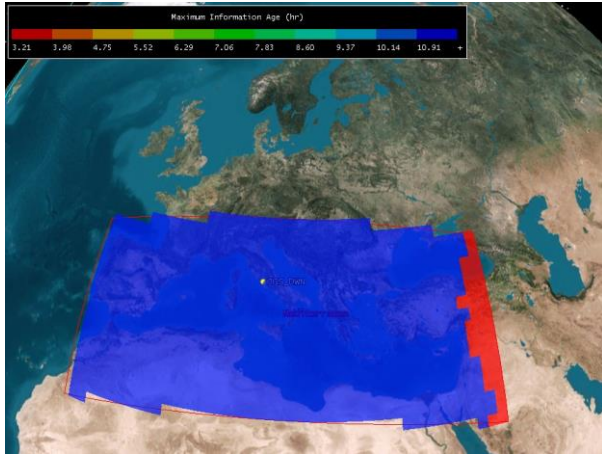 Maximum Information Age (hr)
3.21 3.98 4.75 5.52 6.29 7.06 7.83 8.60 9.37 10.14 10.91 +